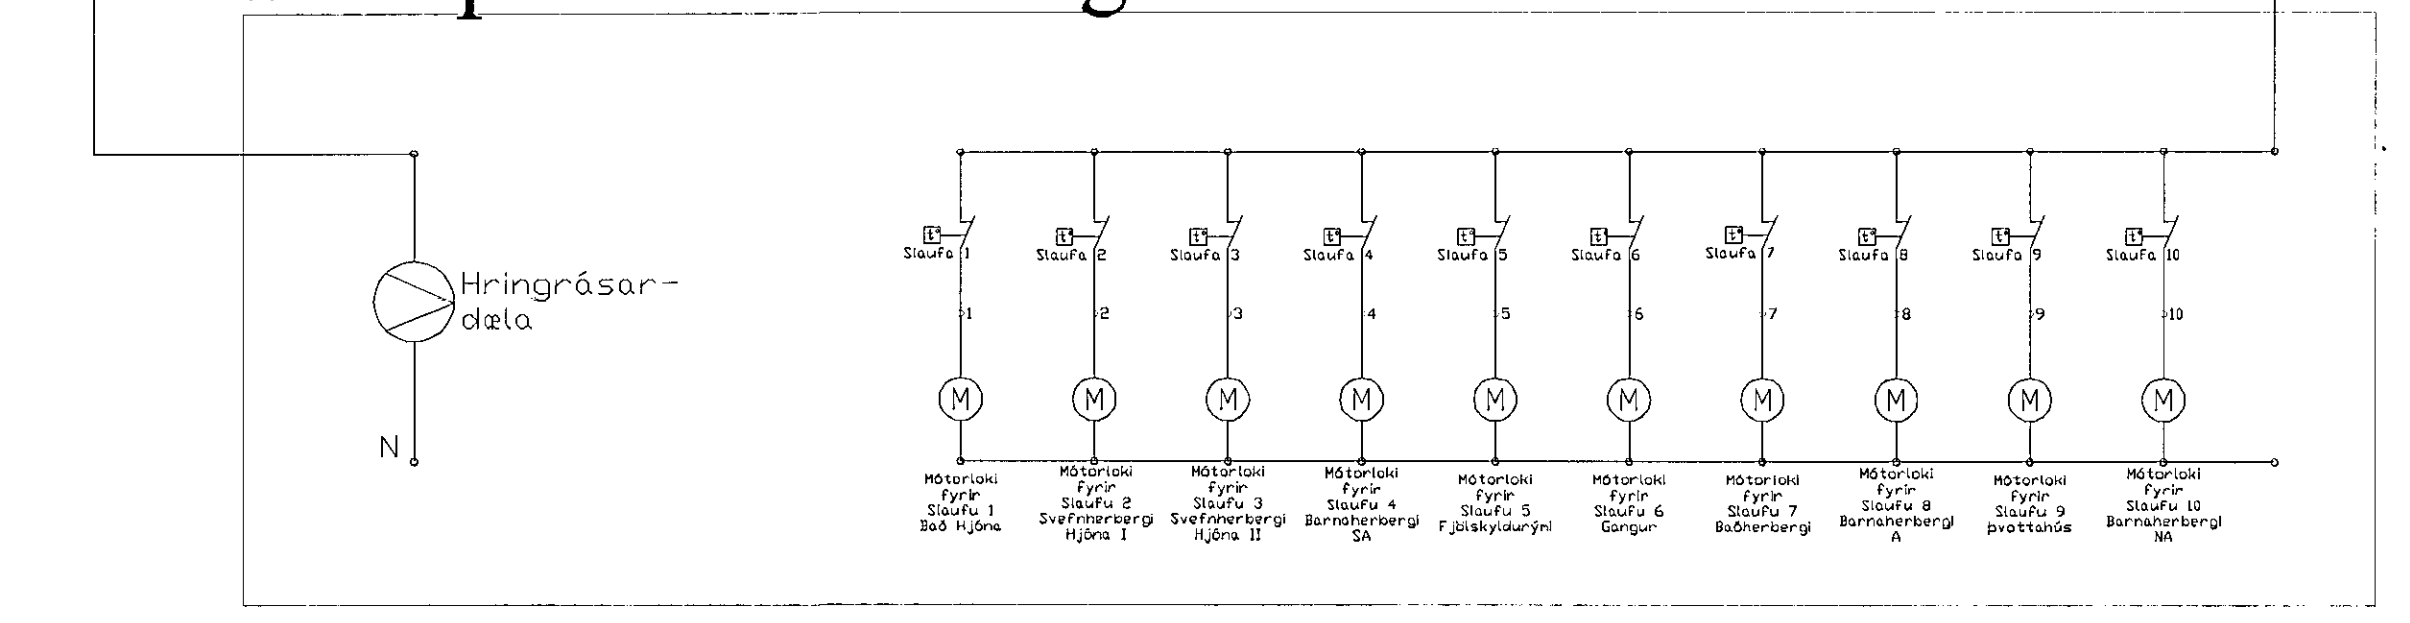 t° t° t° t° t° t° t° t° t° t°
Slaufa 1 Slaufa 2 Slaufa 3 Slaufa 4 Slaufa 5 Slaufa 6 Slaufa 7 Slaufa 8 Slaufa 9 Slaufa 10
Hringrásar-
dæla
1 2 3 4 5 6 7 8 9 10
M M M M M M M M M M
N
Mótorloki
fyrir
Slaufu 1
Bað Hjóna
Mótorloki
fyrir
Slaufu 2
Svefnherbergi
Hjóna I
Mótorloki
fyrir
Slaufu 3
Svefnherbergi
Hjóna II
Mótorloki
fyrir
Slaufu 4
Barnaherbergi
SA
Mótorloki
fyrir
Slaufu 5
Fjölskyldurými
Mótorloki
fyrir
Slaufu 6
Gangur
Mótorloki
fyrir
Slaufu 7
Baðherbergi
Mótorloki
fyrir
Slaufu 8
Barnaherbergi
A
Mótorloki
fyrir
Slaufu 9
Þvottahús
Mótorloki
fyrir
Slaufu 10
Barnaherbergi
NA